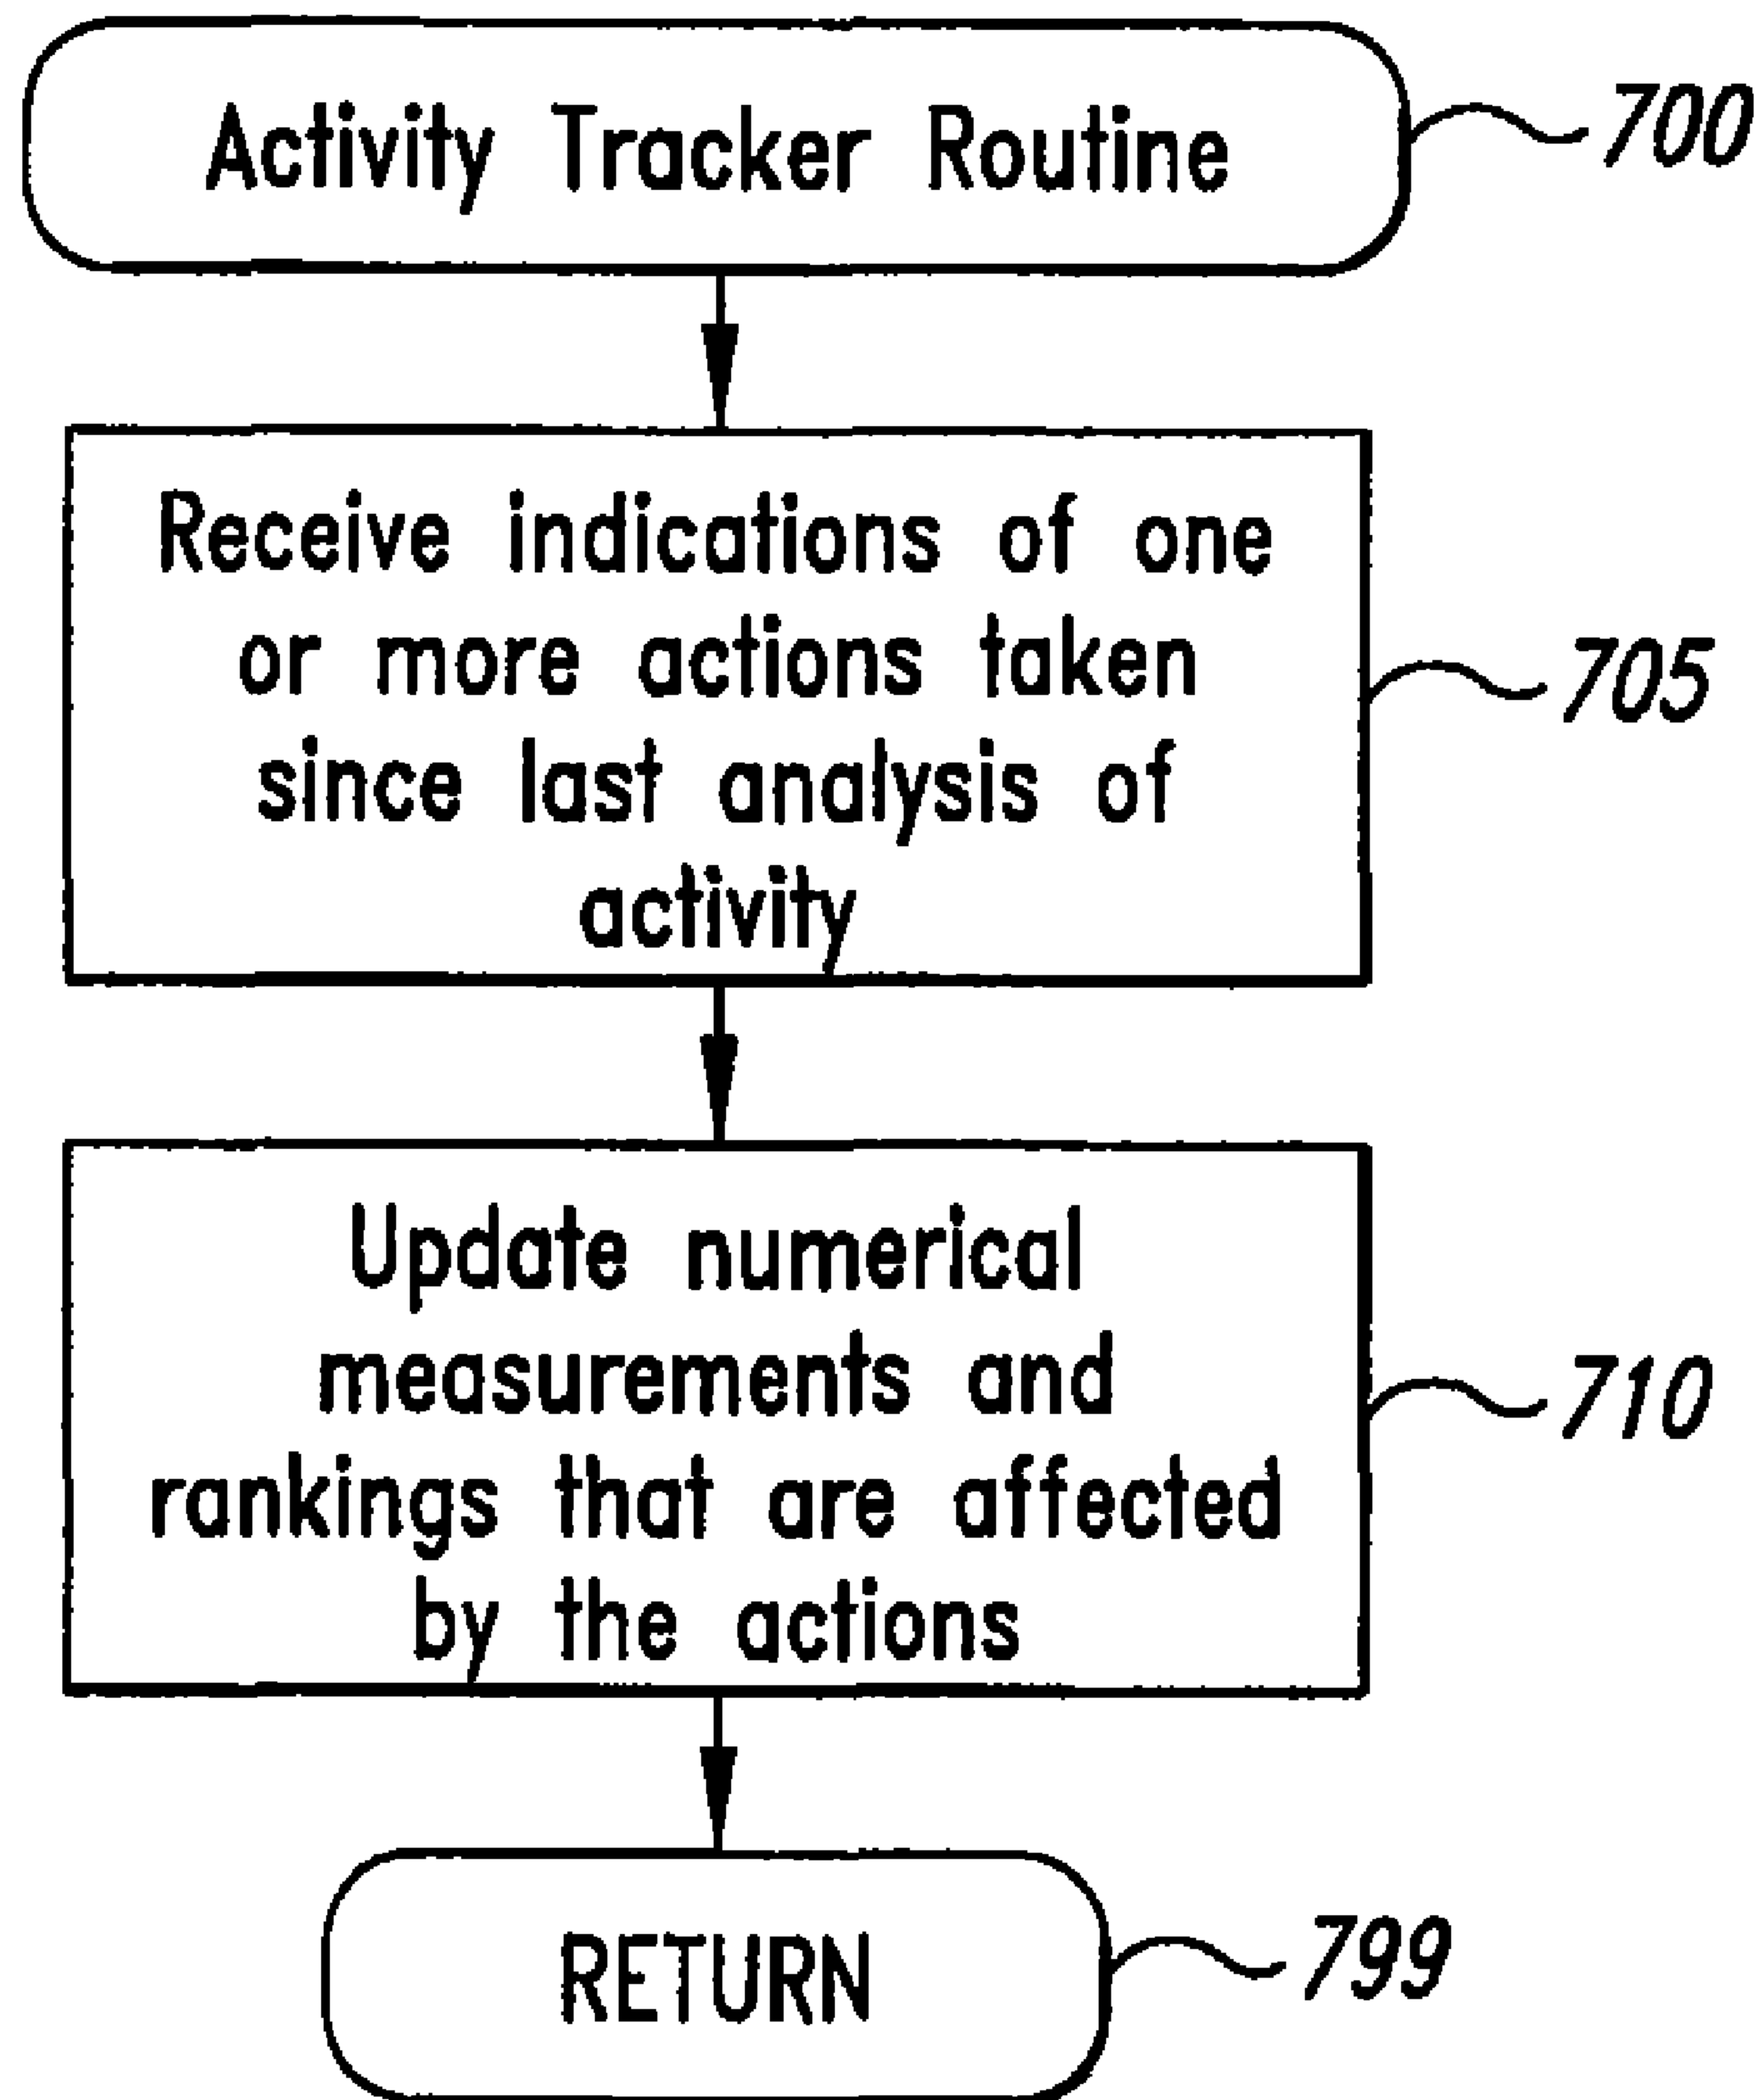 Activity Tracker Routine
700
Receive indications of one
or more actions taken
since last analysis of
activity
705
Update numerical
measurements and
rankings that are affected
by the actions
710
RETURN
799